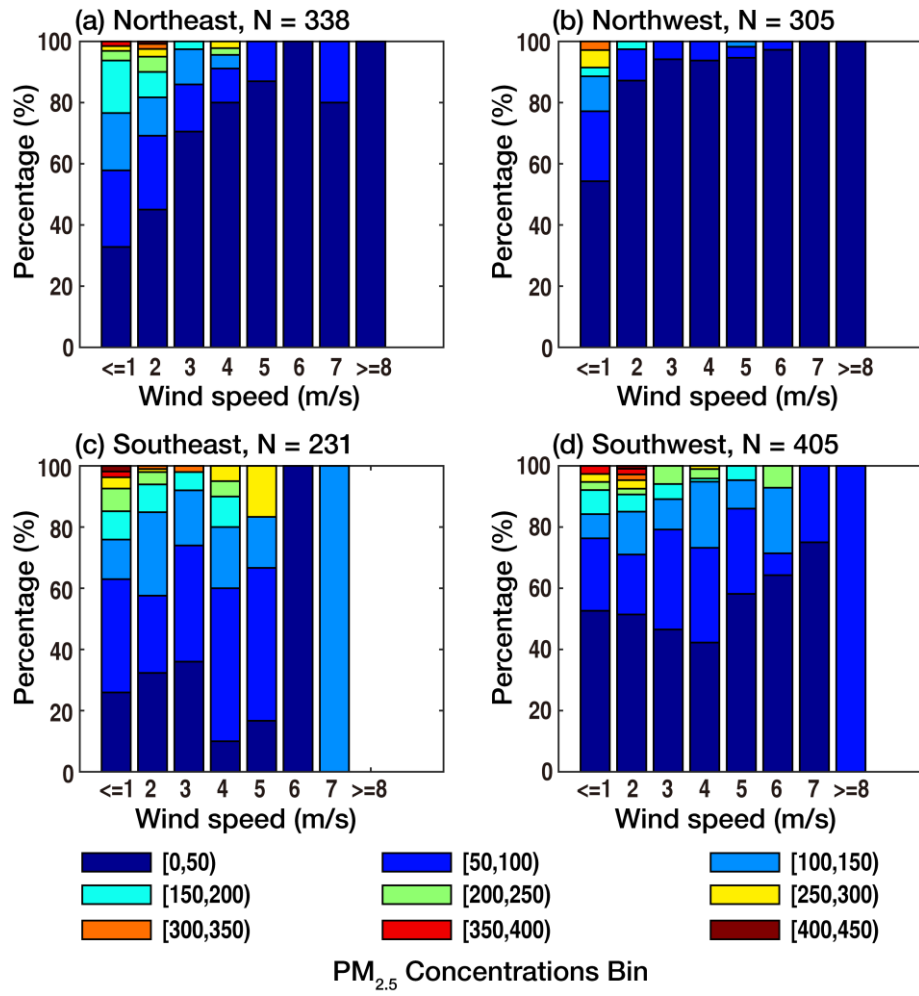 (a) Northeast, N = 338
Percentage (%)
100
80
60
40
20
0
<=1 2 3 4 5 6 7 >=8
Wind speed (m/s)
(b) Northwest, N = 305
Percentage (%)
100
80
60
40
20
0
<=1 2 3 4 5 6 7 >=8
Wind speed (m/s)
(c) Southeast, N = 231
Percentage (%)
100
80
60
40
20
0
<=1 2 3 4 5 6 7 >=8
Wind speed (m/s)
(d) Southwest, N = 405
Percentage (%)
100
80
60
40
20
0
<=1 2 3 4 5 6 7 >=8
Wind speed (m/s)
[0,50) [50,100) [100,150)
[150,200) [200,250) [250,300)
[300,350) [350,400) [400,450)
PM2.5 Concentrations Bin